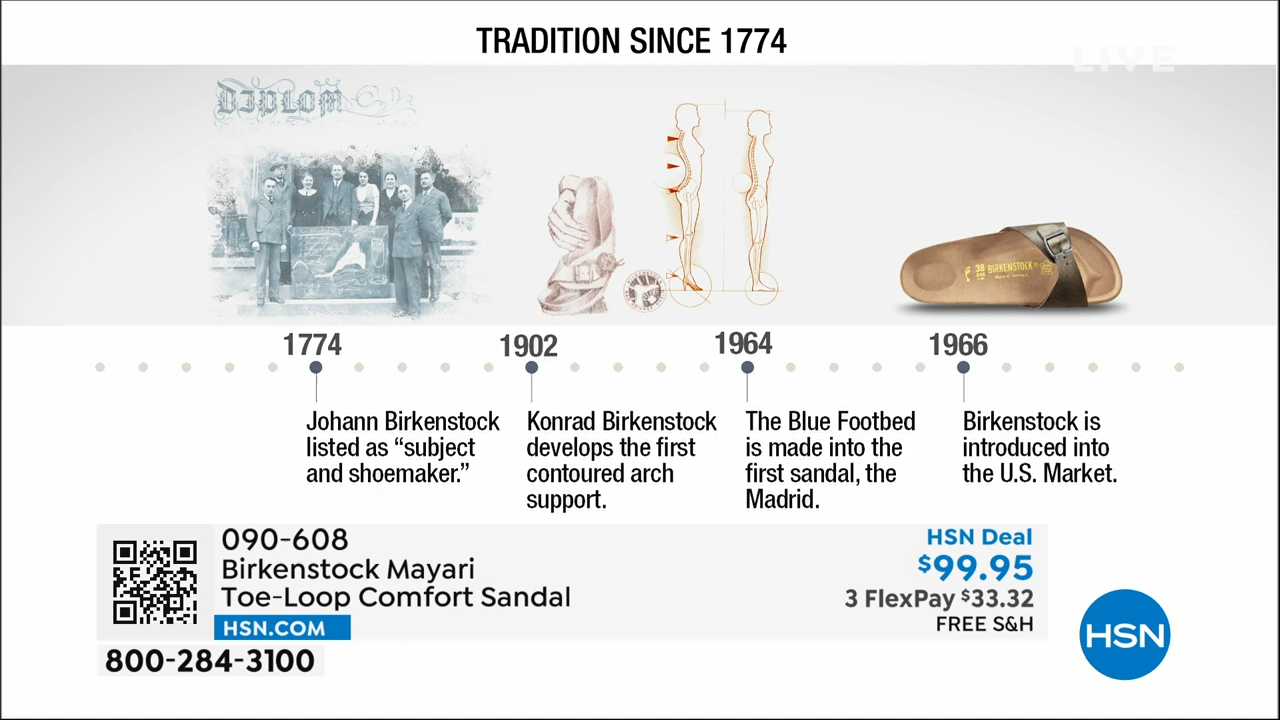 TRADITION SINCE 1774
LIVE
Diplom
38
BIRKENSTOCK
1774
1902
1964
1966
Johann Birkenstock
listed as “subject
and shoemaker.”
Konrad Birkenstock
develops the first
contoured arch
support.
The Blue Footbed
is made into the
first sandal, the
Madrid.
Birkenstock is
introduced into
the U.S. Market.
090-608
Birkenstock Mayari
Toe-Loop Comfort Sandal
HSN.COM
800-284-3100
HSN Deal
$99.95
3 FlexPay $33.32
FREE S&H
HSN